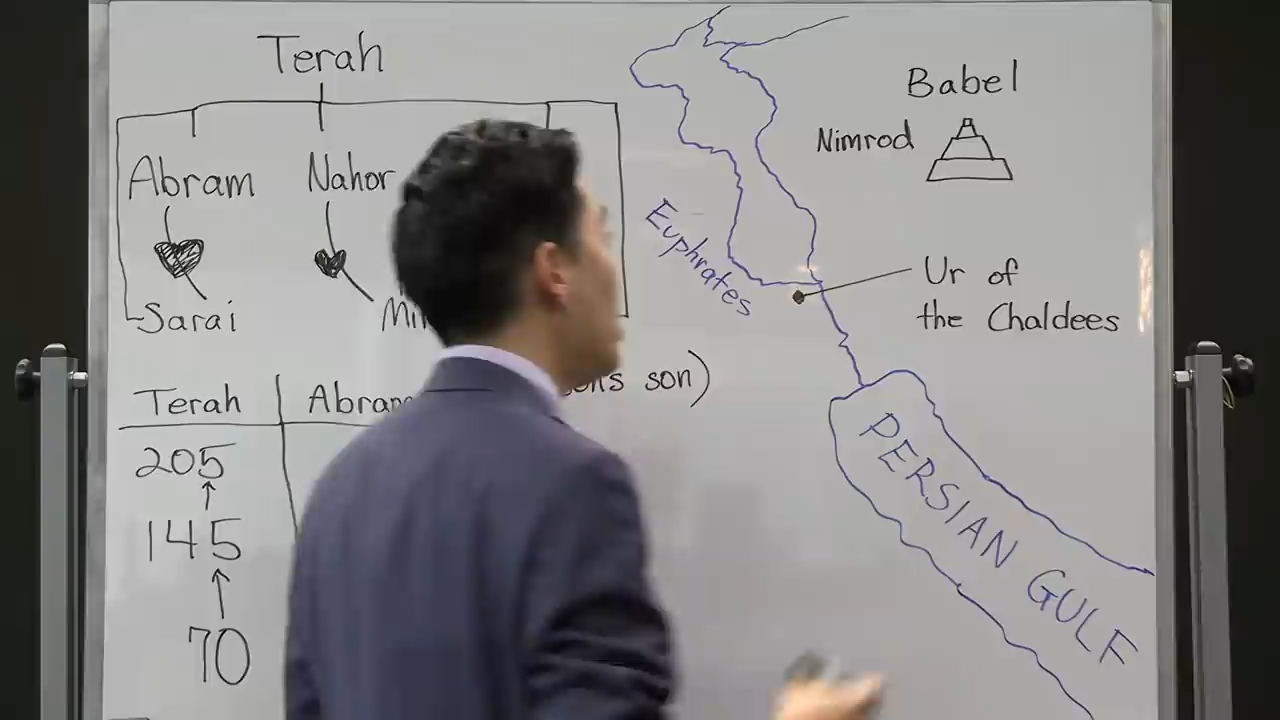 Terah
Abram Nahor
Sarai
son)
Terah Abram
205
145
70
Babel
Nimrod
Euphrates
Ur of
the Chaldees
PERSIAN GULF